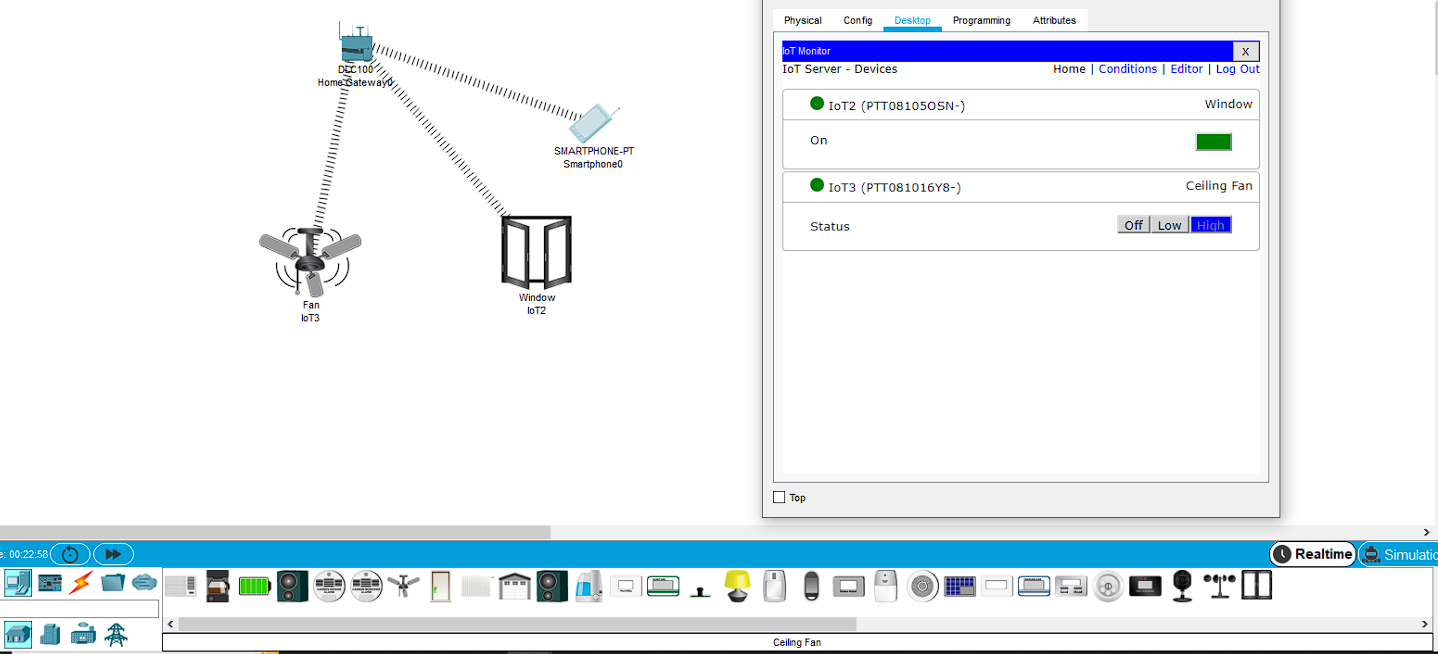 Physical Config Desktop Programming Attributes
IoT Monitor X
IoT Server - Devices Home | Conditions | Editor | Log Out
IoT2 (PTT08105OSN-) Window
On
IoT3 (PTT081016Y8-) Ceiling Fan
Status Off Low High
Top
DLC100
Home Gateway0
SMARTPHONE-PT
Smartphone0
Fan
IoT3
Window
IoT2
e: 00:22:58 Realtime Simulatio
Ceiling Fan